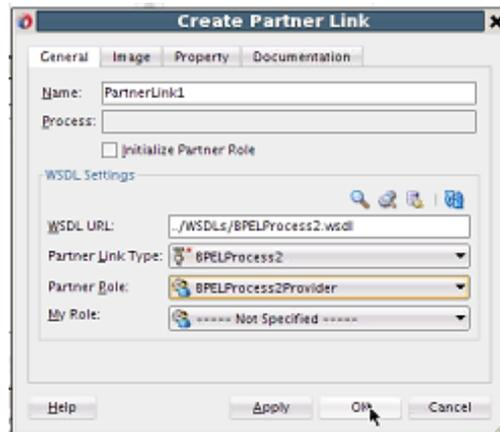 Create Partner Link
General Image Property Documentation
Name: PartnerLink1
Process:
Initialize Partner Role
WSDL Settings
WSDL URL: ../WSDLs/BPELProcess2.wsdl
Partner Link Type: BPELProcess2
Partner Role: BPELProcess2Provider
My Role: ----- Not Specified -----
Help Apply OK Cancel